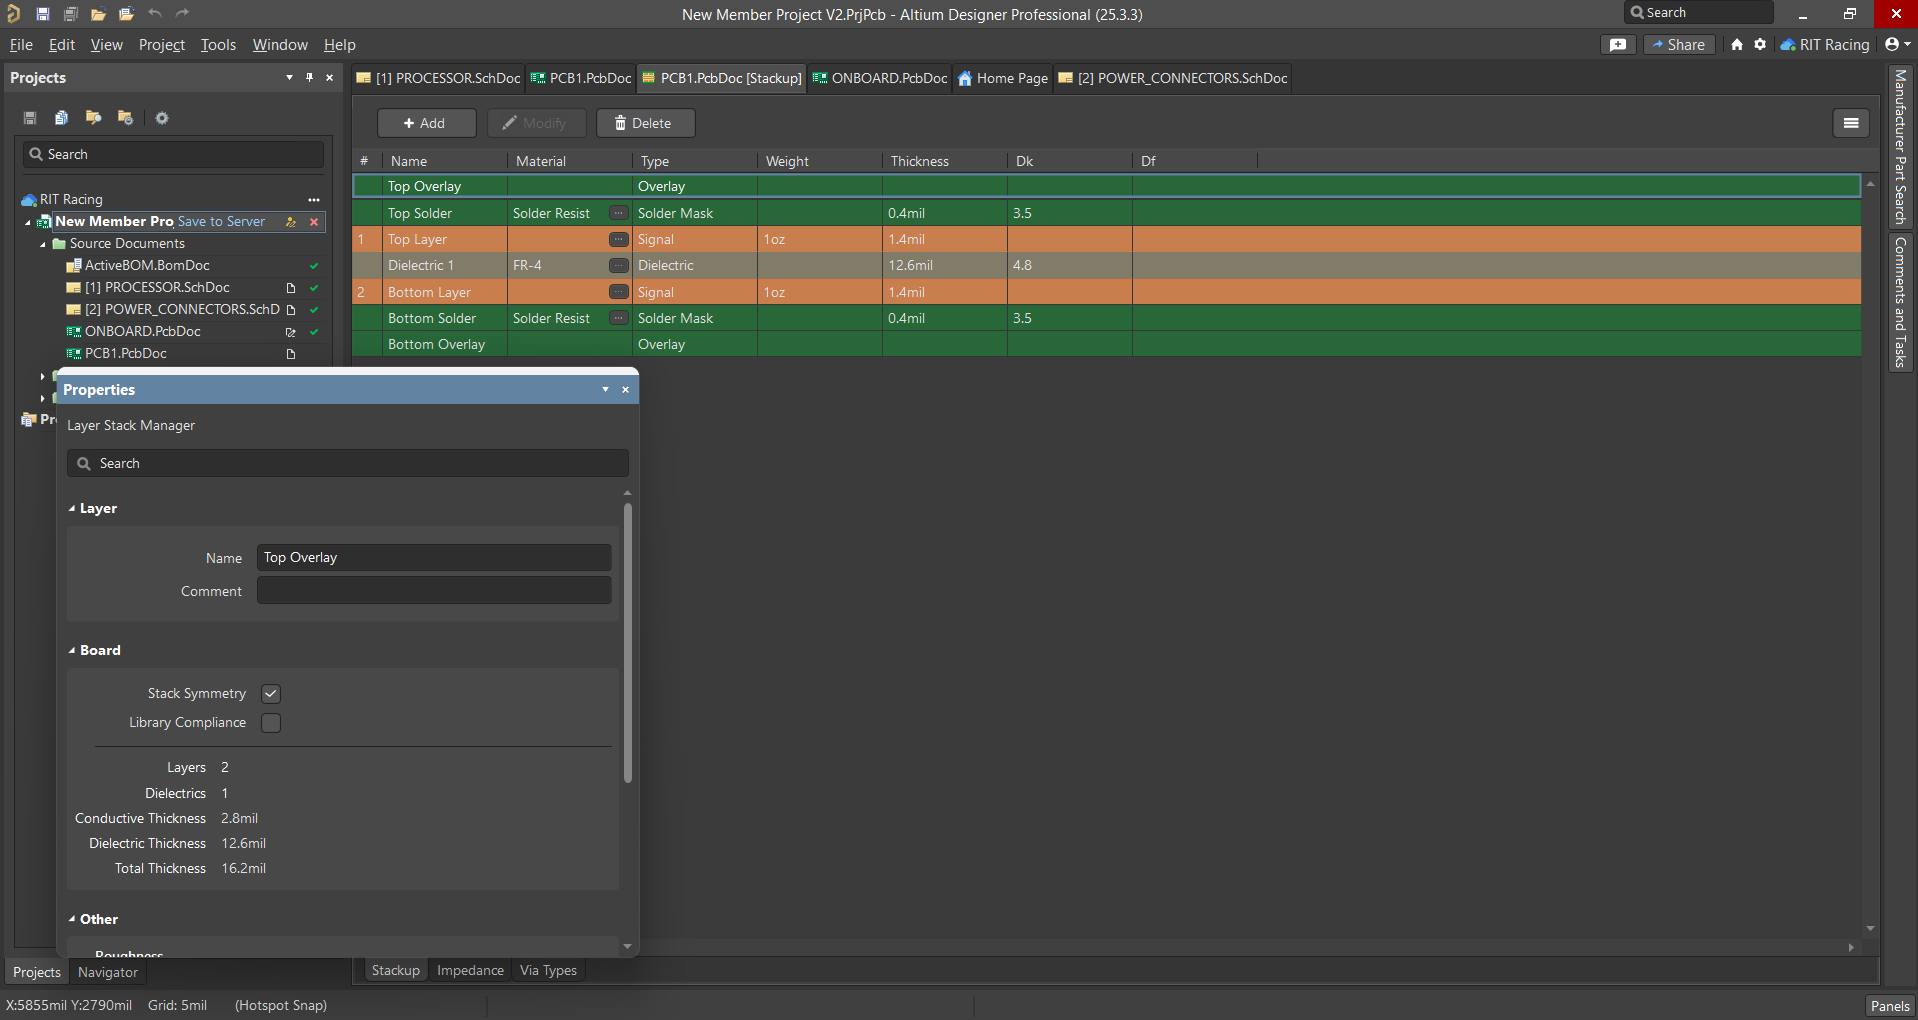 New Member Project V2.PrjPcb - Altium Designer Professional (25.3.3)
Search
File Edit View Project Tools Window Help
Share
RIT Racing
Projects
[1] PROCESSOR.SchDoc
PCB1.PcbDoc
PCB1.PcbDoc [Stackup]
ONBOARD.PcbDoc
Home Page
[2] POWER_CONNECTORS.SchDoc
Add
Modify
Delete
Search
RIT Racing
New Member Pro Save to Server
Source Documents
ActiveBOM.BomDoc
[1] PROCESSOR.SchDoc
[2] POWER_CONNECTORS.SchD
ONBOARD.PcbDoc
PCB1.PcbDoc
# Name Material Type Weight Thickness Dk Df
Top Overlay Overlay
Top Solder Solder Resist ... Solder Mask 0.4mil 3.5
1 Top Layer ... Signal 1oz 1.4mil
Dielectric 1 FR-4 ... Dielectric 12.6mil 4.8
2 Bottom Layer ... Signal 1oz 1.4mil
Bottom Solder Solder Resist ... Solder Mask 0.4mil 3.5
Bottom Overlay Overlay
Manufacturer Part Search
Comments and Tasks
Properties
Layer Stack Manager
Search
Layer
Name Top Overlay
Comment
Board
Stack Symmetry
Library Compliance
Layers 2
Dielectrics 1
Conductive Thickness 2.8mil
Dielectric Thickness 12.6mil
Total Thickness 16.2mil
Other
Roughness
Projects Navigator
Stackup Impedance Via Types
X:5855mil Y:2790mil Grid: 5mil (Hotspot Snap)
Panels